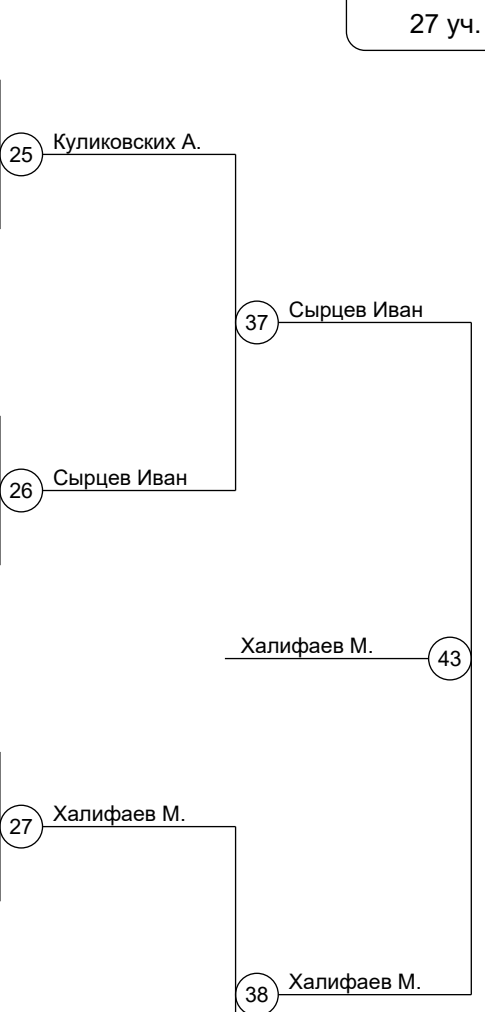 27 уч.
25 Куликовских А.
37 Сырцев Иван
26 Сырцев Иван
Халифаев М. 43
27 Халифаев М.
38 Халифаев М.